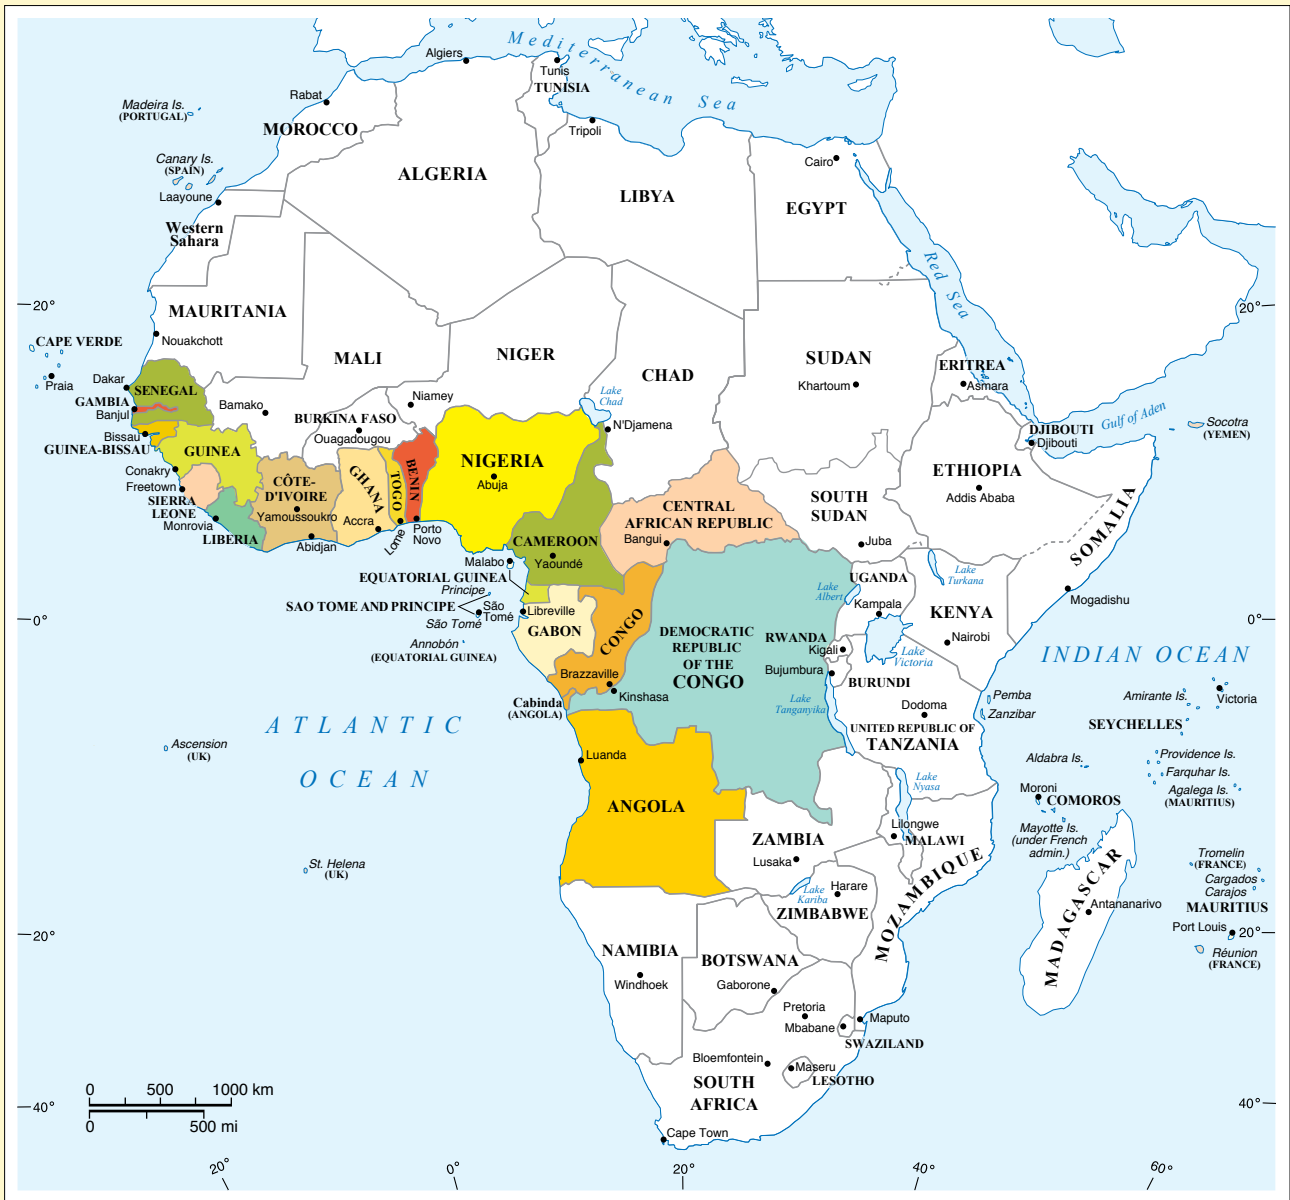 Mediterranean Sea
Algiers
Tunis
TUNISIA
Rabat
Madeira Is.
(PORTUGAL)
MOROCCO
Tripoli
Canary Is.
(SPAIN)
Cairo
ALGERIA
Laayoune
LIBYA
EGYPT
Western
Sahara
Red Sea
20°
20°
MAURITANIA
Nouakchott
CAPE VERDE
Praia
MALI
NIGER
CHAD
SUDAN
Khartoum
ERITREA
Asmara
Dakar
SENEGAL
GAMBIA
Banjul
Bamako
Niamey
Lake
Chad
N'Djamena
BURKINA FASO
Ouagadougou
Gulf of Aden
Socotra
(YEMEN)
DJIBOUTI
Djibouti
Bissau
GUINEA-BISSAU
GUINEA
NIGERIA
Abuja
BENIN
TOGO
GHANA
CÔTE-
D'IVOIRE
Yamoussoukro
Conakry
Freetown
SIERRA
LEONE
Monrovia
LIBERIA
Abidjan
Accra
Lome
Porto
Novo
ETHIOPIA
Addis Ababa
SOMALIA
CENTRAL
AFRICAN REPUBLIC
Bangui
SOUTH
SUDAN
Juba
CAMEROON
Yaoundé
Malabo
EQUATORIAL GUINEA
Principe
SAO TOME AND PRINCIPE
São
Tomé
São Tomé
Libreville
GABON
CONGO
Annobón
(EQUATORIAL GUINEA)
0°
0°
Lake
Turkana
UGANDA
Lake
Albert
Kampala
KENYA
Nairobi
Mogadishu
DEMOCRATIC
REPUBLIC
OF THE
CONGO
RWANDA
Kigali
Lake
Victoria
Bujumbura
BURUNDI
INDIAN OCEAN
Brazzaville
Kinshasa
Cabinda
(ANGOLA)
Lake
Tanganyika
Dodoma
UNITED REPUBLIC OF
TANZANIA
Pemba
Zanzibar
Amirante Is.
Victoria
SEYCHELLES
ATLANTIC
OCEAN
Ascension
(UK)
Luanda
ANGOLA
Aldabra Is.
Providence Is.
Farquhar Is.
Agalega Is.
(MAURITIUS)
Lake
Nyasa
Moroni
COMOROS
Mayotte Is.
(under French
admin.)
ZAMBIA
Lusaka
Lilongwe
MALAWI
St. Helena
(UK)
Lake
Kariba
Harare
ZIMBABWE
MOZAMBIQUE
MADAGASCAR
Antananarivo
Tromelin
(FRANCE)
Cargados
Carajos
MAURITIUS
Port Louis
20°
20°
Réunion
(FRANCE)
NAMIBIA
Windhoek
BOTSWANA
Gaborone
Pretoria
Mbabane
Maputo
SWAZILAND
Bloemfontein
Maseru
LESOTHO
SOUTH
AFRICA
Cape Town
0 500 1000 km
0 500 mi
40°
40°
20° 0° 20° 40° 60°